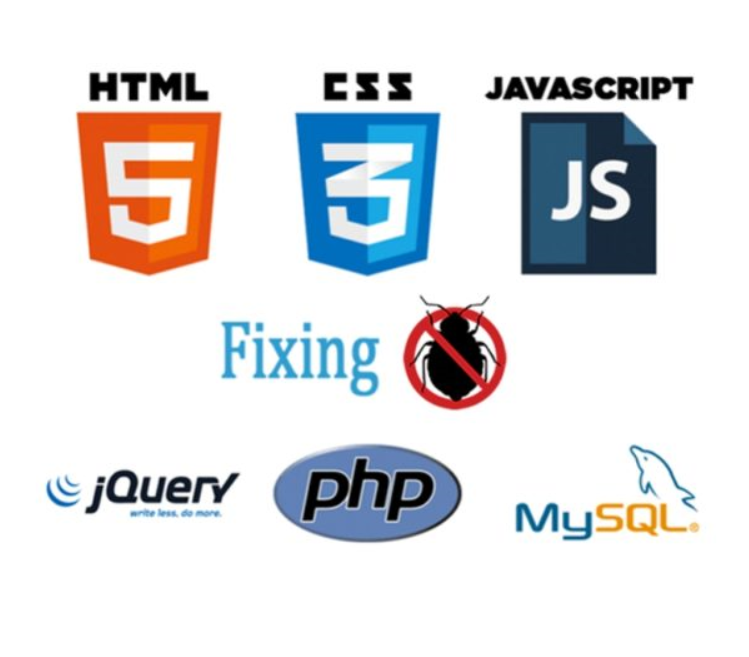 HTML CSS JAVASCRIPT
5 3 JS
Fixing
jQuery php MySQL®
write less, do more.